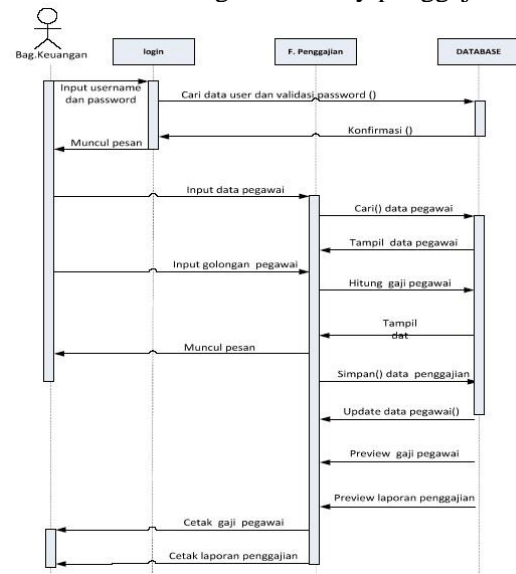 Bag.Keuangan
login
F. Penggajian
DATABASE
Input username
dan password
Cari data user dan validasi password ()
Konfirmasi ()
Muncul pesan
Input data pegawai
Cari() data pegawai
Tampil data pegawai
Input golongan pegawai
Hitung gaji pegawai
Tampil
dat
Muncul pesan
Simpan() data penggajian
Update data pegawai()
Preview gaji pegawai
Preview laporan penggajian
Cetak gaji pegawai
Cetak laporan penggajian